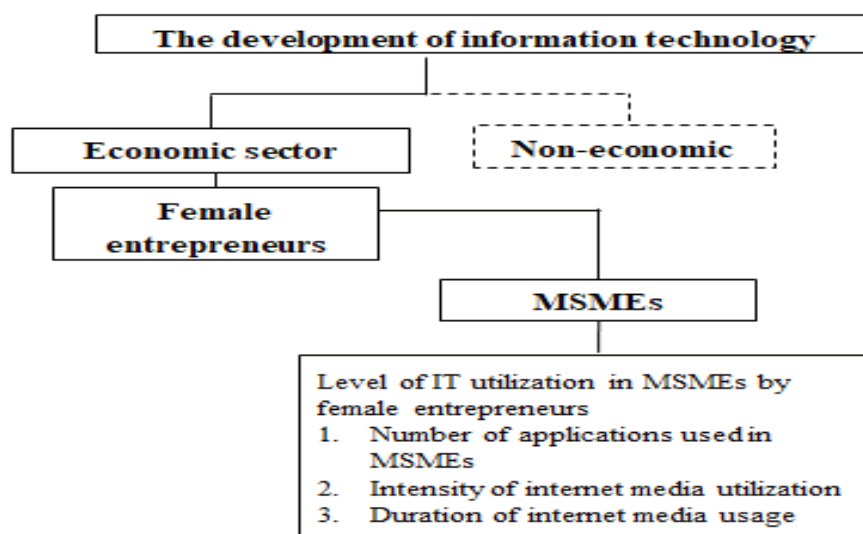 The development of information technology
Economic sector
Non-economic
Female
entrepreneurs
MSMEs
Level of IT utilization in MSMEs by
female entrepreneurs
1. Number of applications used in
MSMEs
2. Intensity of internet media utilization
3. Duration of internet media usage